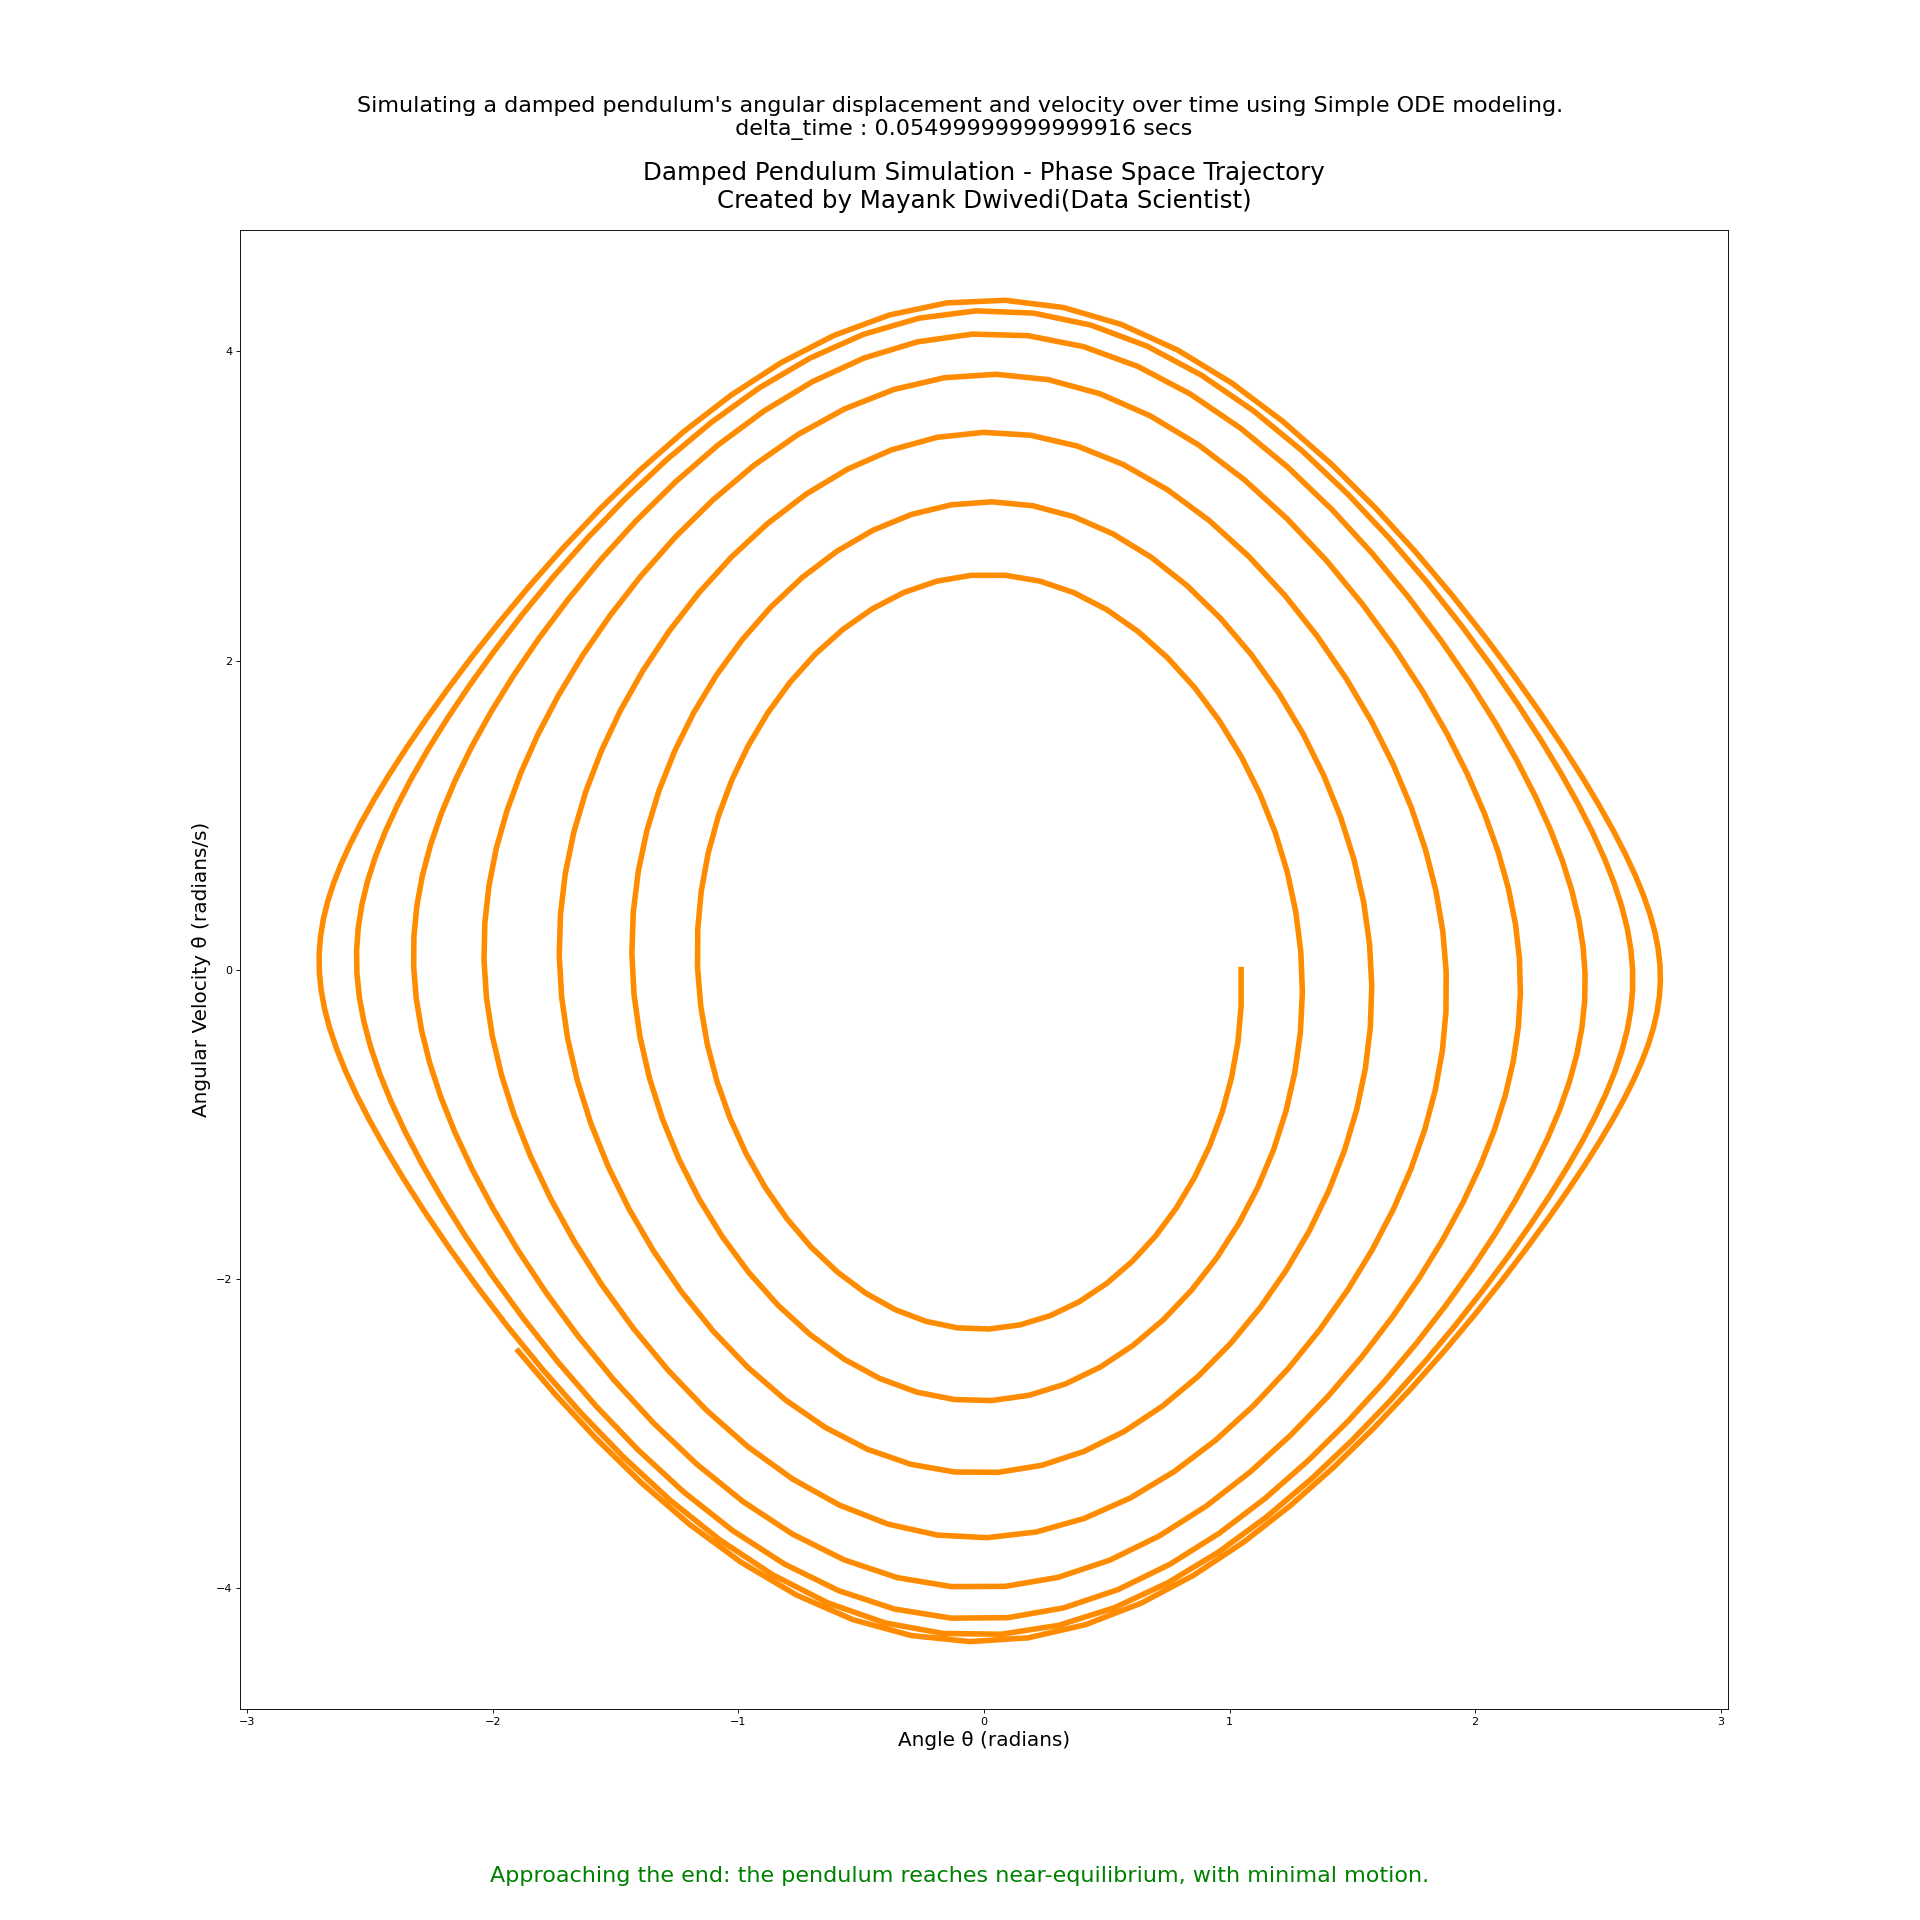 Simulating a damped pendulum's angular displacement and velocity over time using Simple ODE modeling.
delta_time : 0.05499999999999916 secs
Damped Pendulum Simulation - Phase Space Trajectory
Created by Mayank Dwivedi(Data Scientist)
Angular Velocity θ (radians/s)
4
2
0
−2
−4
−3
−2
−1
0
1
2
3
Angle θ (radians)
Approaching the end: the pendulum reaches near-equilibrium, with minimal motion.